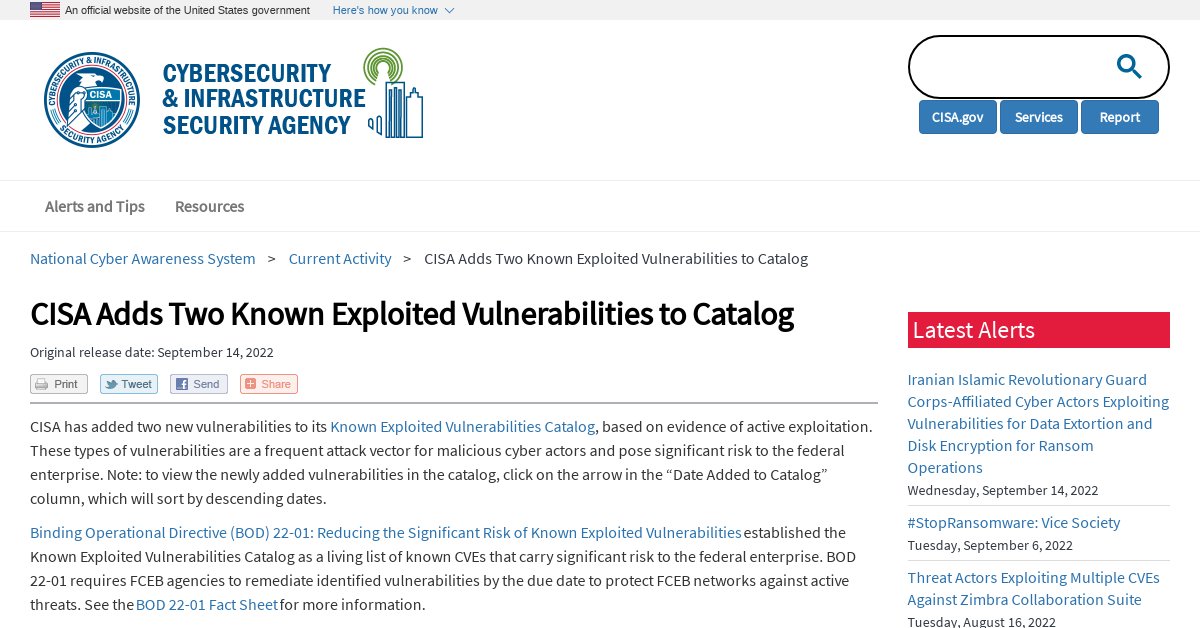 An official website of the United States government Here's how you know
CYBERSECURITY & INFRASTRUCTURE
CISA
SECURITY AGENCY
CYBERSECURITY
& INFRASTRUCTURE
SECURITY AGENCY
CISA.gov Services Report
Alerts and Tips Resources
National Cyber Awareness System > Current Activity > CISA Adds Two Known Exploited Vulnerabilities to Catalog
CISA Adds Two Known Exploited Vulnerabilities to Catalog
Original release date: September 14, 2022
Print Tweet Send Share
CISA has added two new vulnerabilities to its Known Exploited Vulnerabilities Catalog, based on evidence of active exploitation.
These types of vulnerabilities are a frequent attack vector for malicious cyber actors and pose significant risk to the federal
enterprise. Note: to view the newly added vulnerabilities in the catalog, click on the arrow in the “Date Added to Catalog”
column, which will sort by descending dates.
Binding Operational Directive (BOD) 22-01: Reducing the Significant Risk of Known Exploited Vulnerabilities established the
Known Exploited Vulnerabilities Catalog as a living list of known CVEs that carry significant risk to the federal enterprise. BOD
22-01 requires FCEB agencies to remediate identified vulnerabilities by the due date to protect FCEB networks against active
threats. See the BOD 22-01 Fact Sheet for more information.
Latest Alerts
Iranian Islamic Revolutionary Guard
Corps-Affiliated Cyber Actors Exploiting
Vulnerabilities for Data Extortion and
Disk Encryption for Ransom
Operations
Wednesday, September 14, 2022
#StopRansomware: Vice Society
Tuesday, September 6, 2022
Threat Actors Exploiting Multiple CVEs
Against Zimbra Collaboration Suite
Tuesday, August 16, 2022